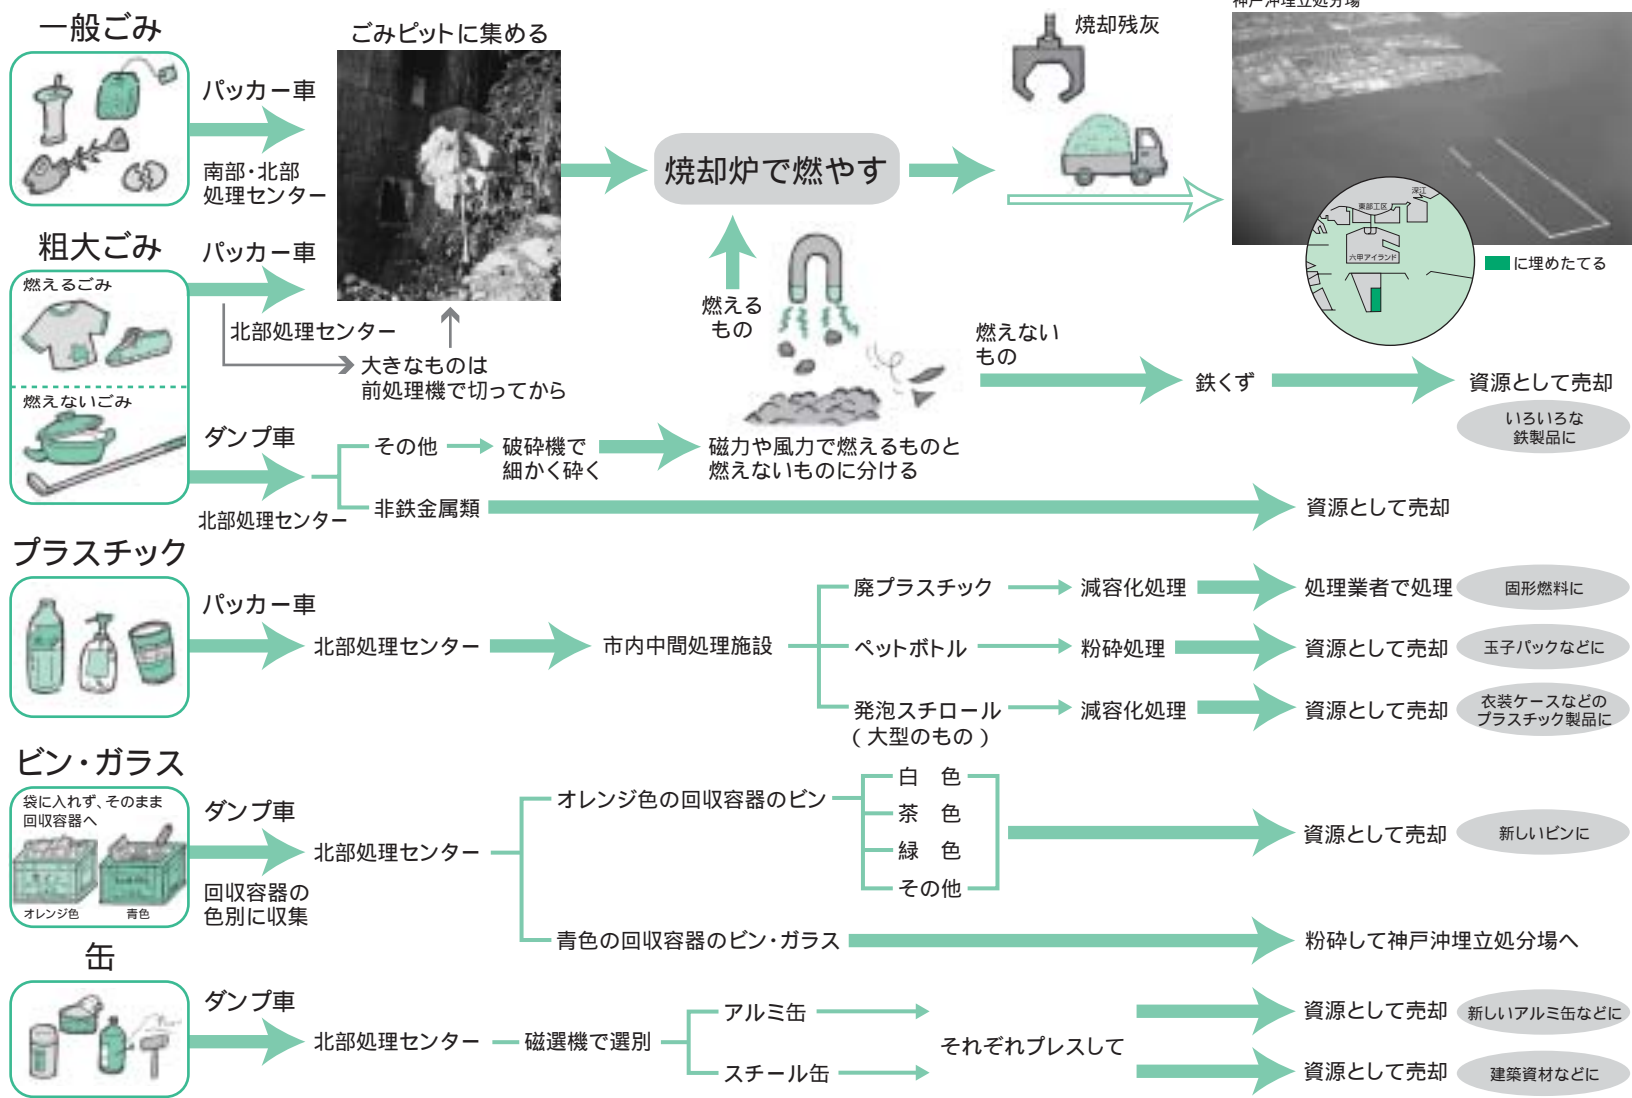 一般ごみ
パッカー車
南部・北部
処理センター
ごみピットに集める
焼却炉で燃やす
焼却残灰
神戸沖埋立処分場
深江
東部工区
六甲アイランド
に埋めたてる
粗大ごみ
燃えるごみ
燃えないごみ
パッカー車
北部処理センター
大きなものは
前処理機で切ってから
ダンプ車
北部処理センター
その他
破砕機で
細かく砕く
磁力や風力で燃えるものと
燃えないものに分ける
燃える
もの
燃えない
もの
鉄くず
資源として売却
いろいろな
鉄製品に
非鉄金属類
資源として売却
プラスチック
パッカー車
北部処理センター
市内中間処理施設
廃プラスチック
減容化処理
処理業者で処理
固形燃料に
ペットボトル
粉砕処理
資源として売却
玉子パックなどに
発泡スチロール
(大型のもの)
減容化処理
資源として売却
衣装ケースなどの
プラスチック製品に
ビン・ガラス
袋に入れず、そのまま
回収容器へ
オレンジ色
青色
ダンプ車
回収容器の
色別に収集
北部処理センター
オレンジ色の回収容器のビン
白 色
茶 色
緑 色
その他
資源として売却
新しいビンに
青色の回収容器のビン・ガラス
粉砕して神戸沖埋立処分場へ
缶
ダンプ車
北部処理センター
磁選機で選別
アルミ缶
スチール缶
それぞれプレスして
資源として売却
新しいアルミ缶などに
資源として売却
建築資材などに